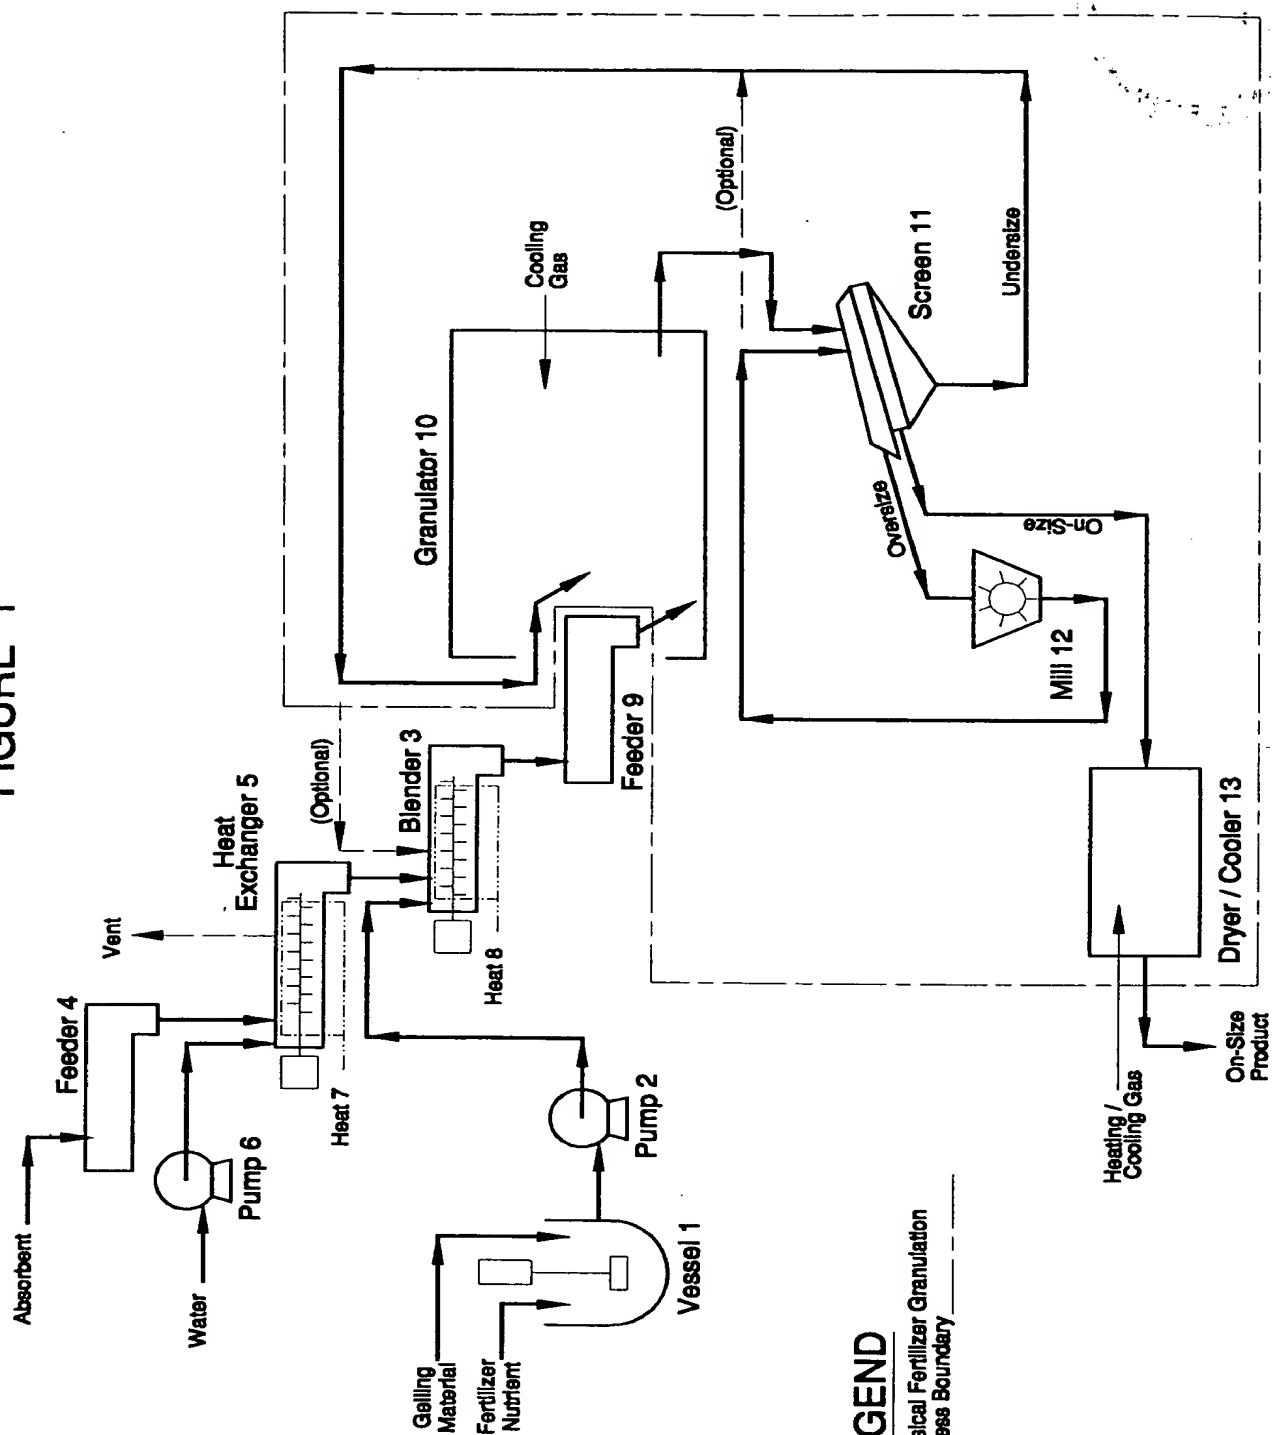 FIGURE 1
Absorbent
Feeder 4
Vent
Heat
Exchanger 5
Water
Pump 6
Heat 7
(Optional)
Blender 3
Heat 8
Gelling
Material
Fertilizer
Nutrient
Vessel 1
Pump 2
Feeder 9
Granulator 10
Cooling
Gas
(Optional)
Screen 11
Undersize
Oversize
On-Size
Mill 12
Dryer / Cooler 13
Heating /
Cooling Gas
On-Size
Product
GEND
sical Fertilizer Granulation
ess Boundary